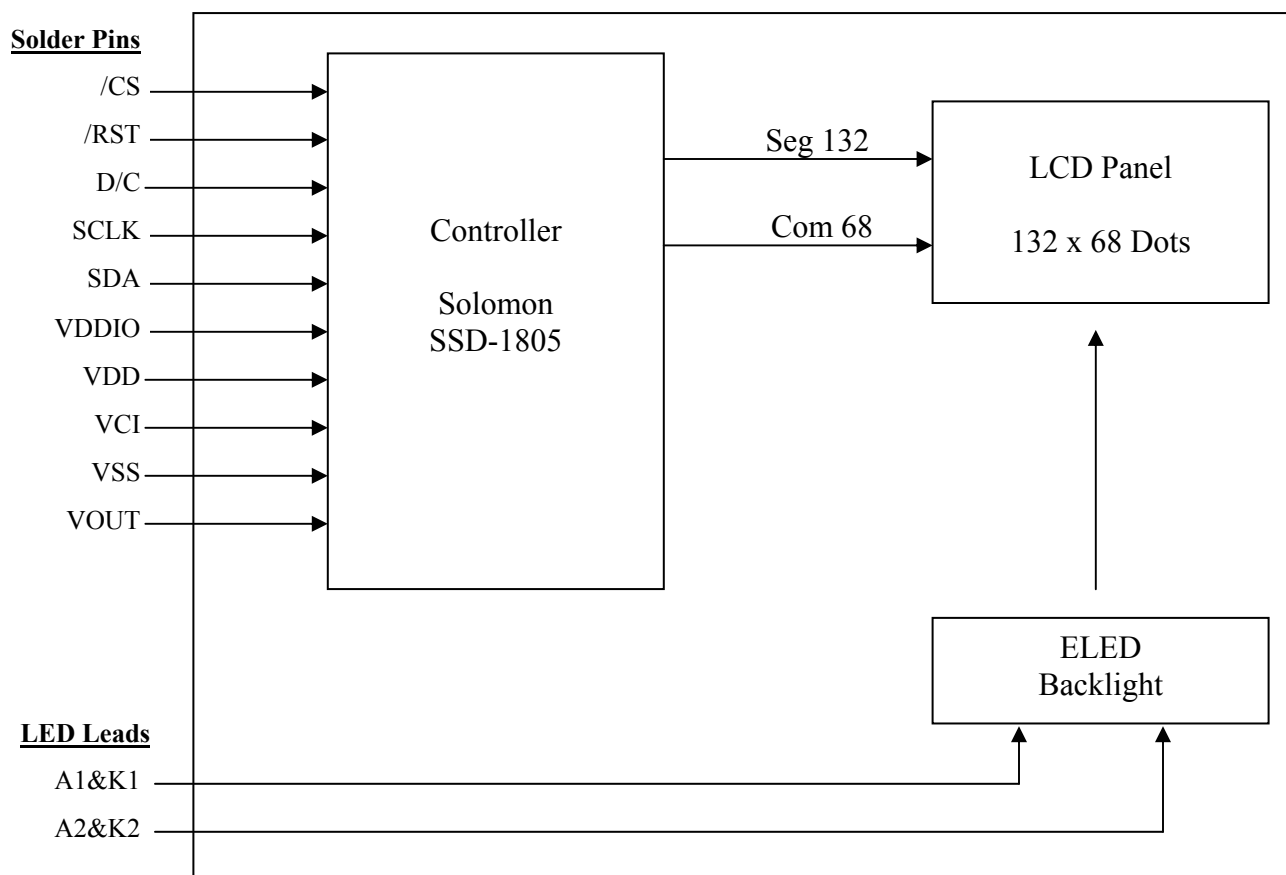 Solder Pins
/CS
/RST
D/C
SCLK
SDA
VDDIO
VDD
VCI
VSS
VOUT
Controller
Solomon
SSD-1805
Seg 132
Com 68
LCD Panel
132 x 68 Dots
ELED
Backlight
LED Leads
A1&K1
A2&K2